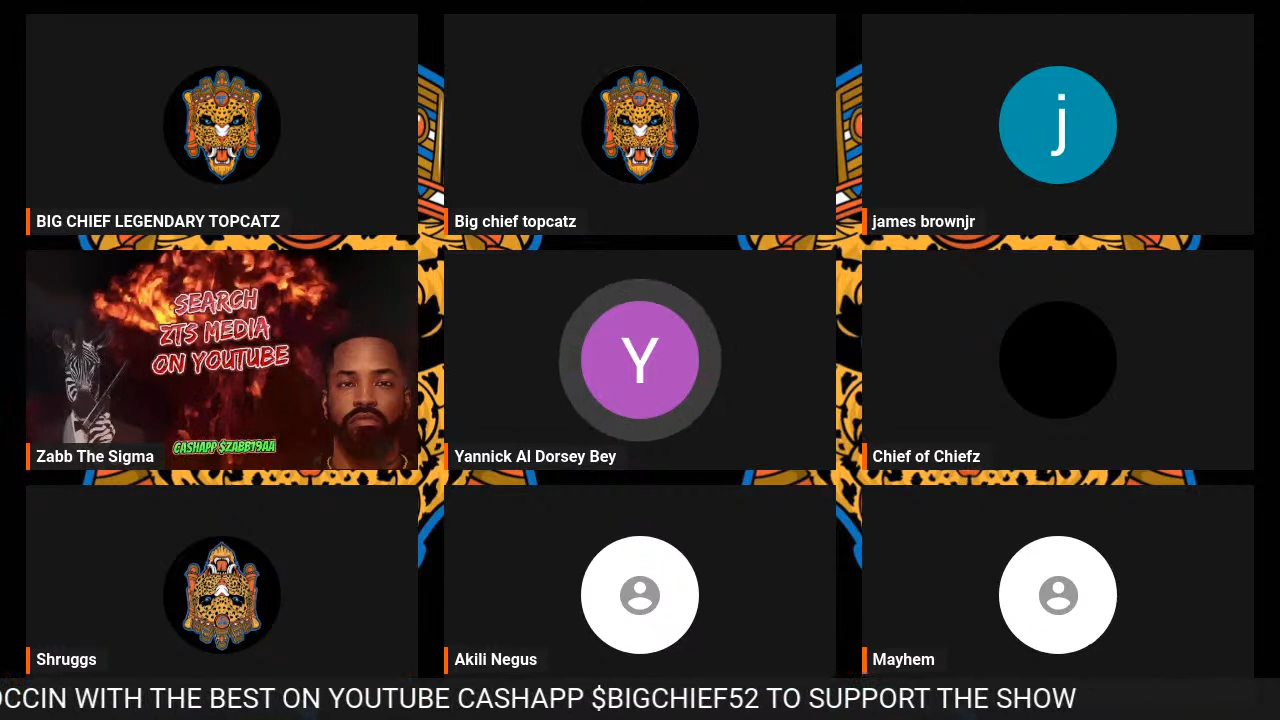 BIG CHIEF LEGENDARY TOPCATZ
Big chief topcatz
j
james brownjr
SEARCH
ZTS MEDIA
ON YOUTUBE
CASHAPP $ZABB19AA
Zabb The Sigma
Y
Yannick Al Dorsey Bey
Chief of Chiefz
Shruggs
Akili Negus
Mayhem
OCCIN WITH THE BEST ON YOUTUBE CASHAPP $BIGCHIEF52 TO SUPPORT THE SHOW